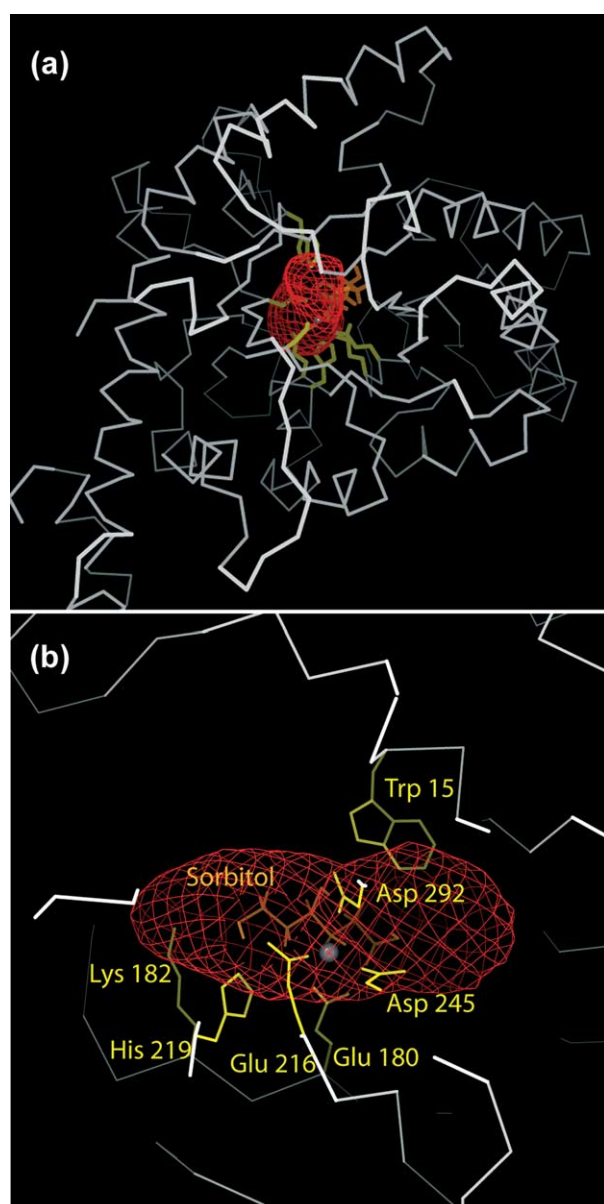 (a)
(b)
Trp 15
Sorbitol
Asp 292
Lys 182
Asp 245
His 219
Glu 216
Glu 180